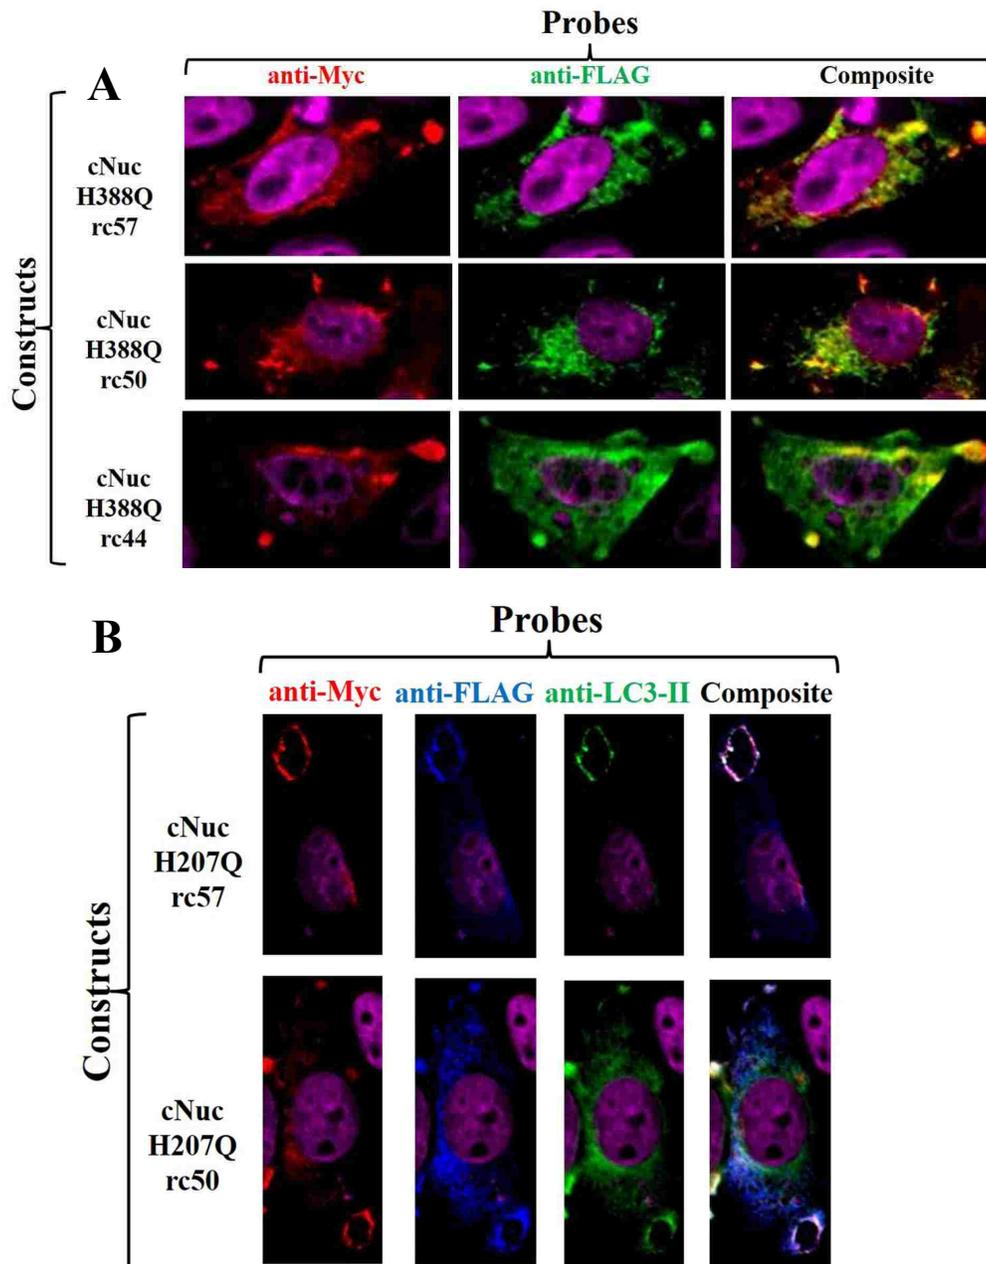 Probes
A
anti-Myc anti-FLAG Composite
Constructs
cNuc
H388Q
rc57
cNuc
H388Q
rc50
cNuc
H388Q
rc44
B
Probes
anti-Myc anti-FLAG anti-LC3-II Composite
Constructs
cNuc
H207Q
rc57
cNuc
H207Q
rc50